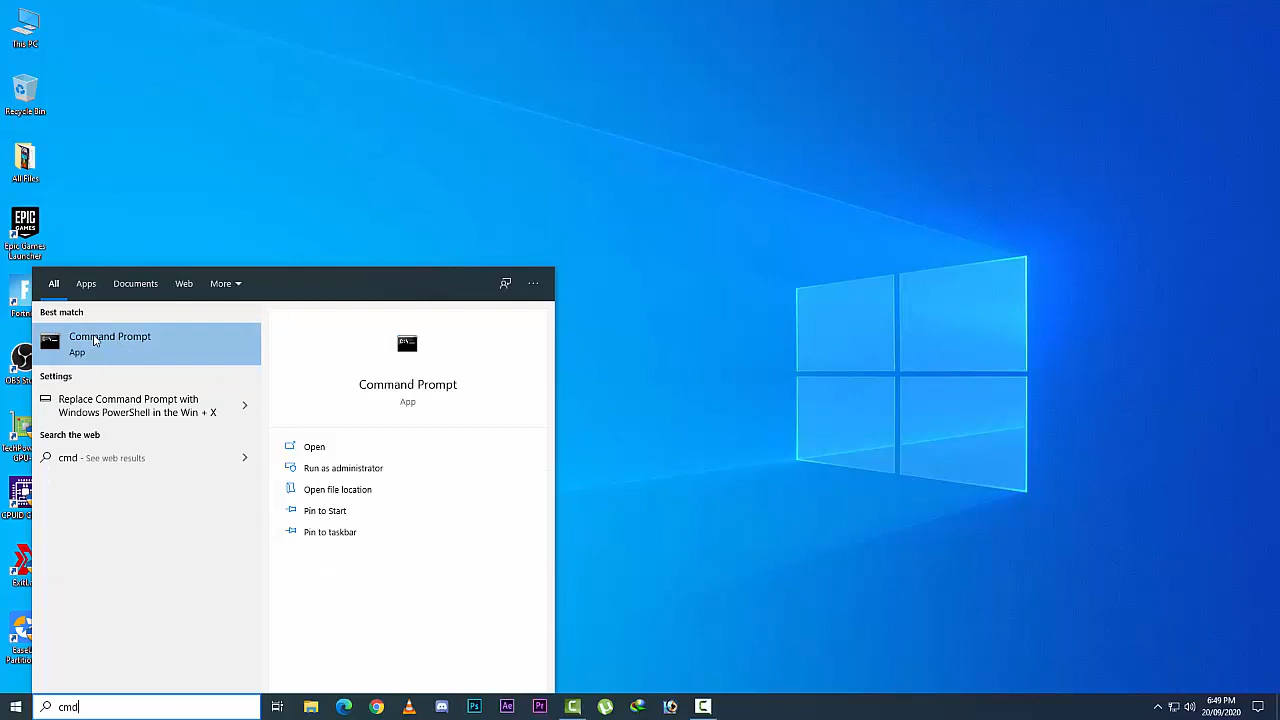 This PC
Recycle Bin
All Files
EPIC
GAMES
Epic Games
Launcher
All
Apps
Documents
Web
More
Best match
Command Prompt
App
Settings
Replace Command Prompt with
Windows PowerShell in the Win + X
Search the web
cmd - See web results
Command Prompt
App
Open
Run as administrator
Open file location
Pin to Start
Pin to taskbar
cmd
Ps
Ae
Pr
6:49 PM
20/09/2020